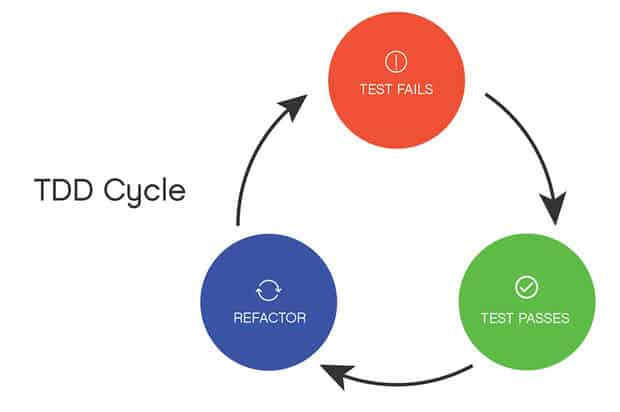 TEST FAILS
TDD Cycle
REFACTOR
TEST PASSES